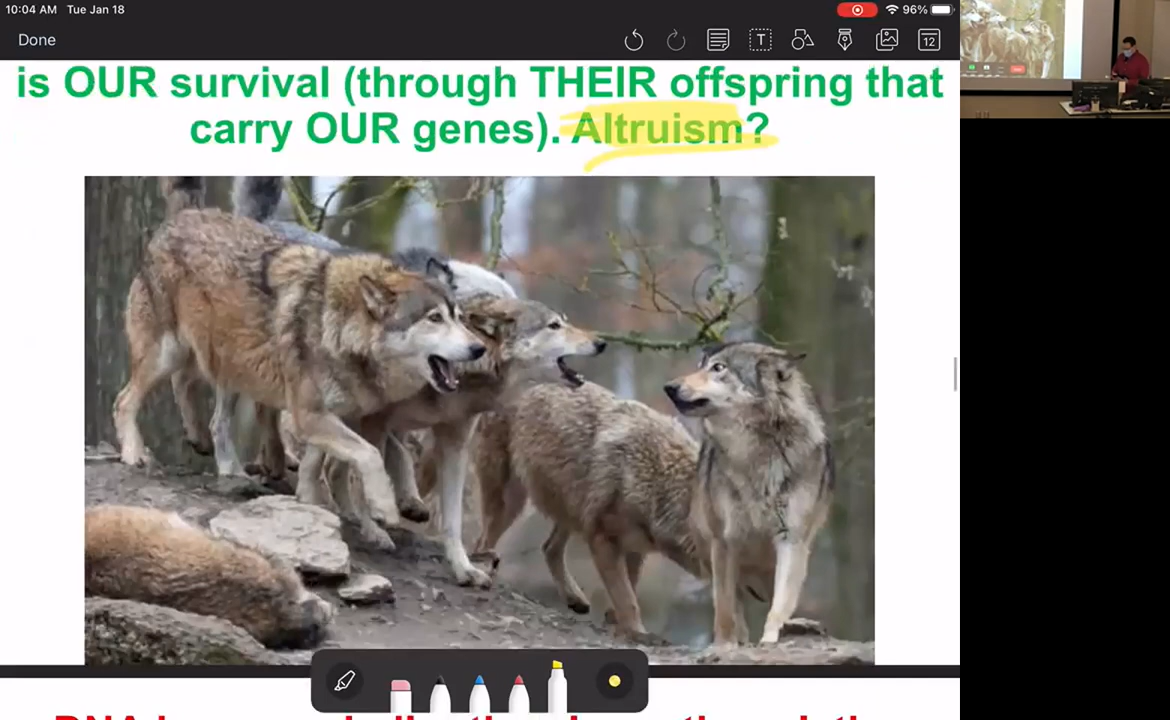 10:04 AM Tue Jan 18
96%
Done
T
12
is OUR survival (through THEIR offspring that
carry OUR genes). Altruism?